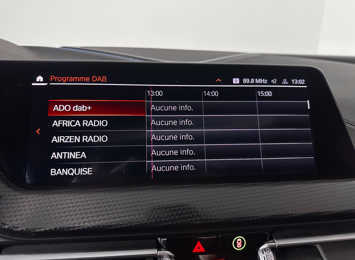 Programme DAB 89.8 MHz 13:02
13:00 14:00 15:00
ADO dab+ Aucune info.
AFRICA RADIO Aucune info.
AIRZEN RADIO Aucune info.
ANTINEA Aucune info.
BANQUISE Aucune info.